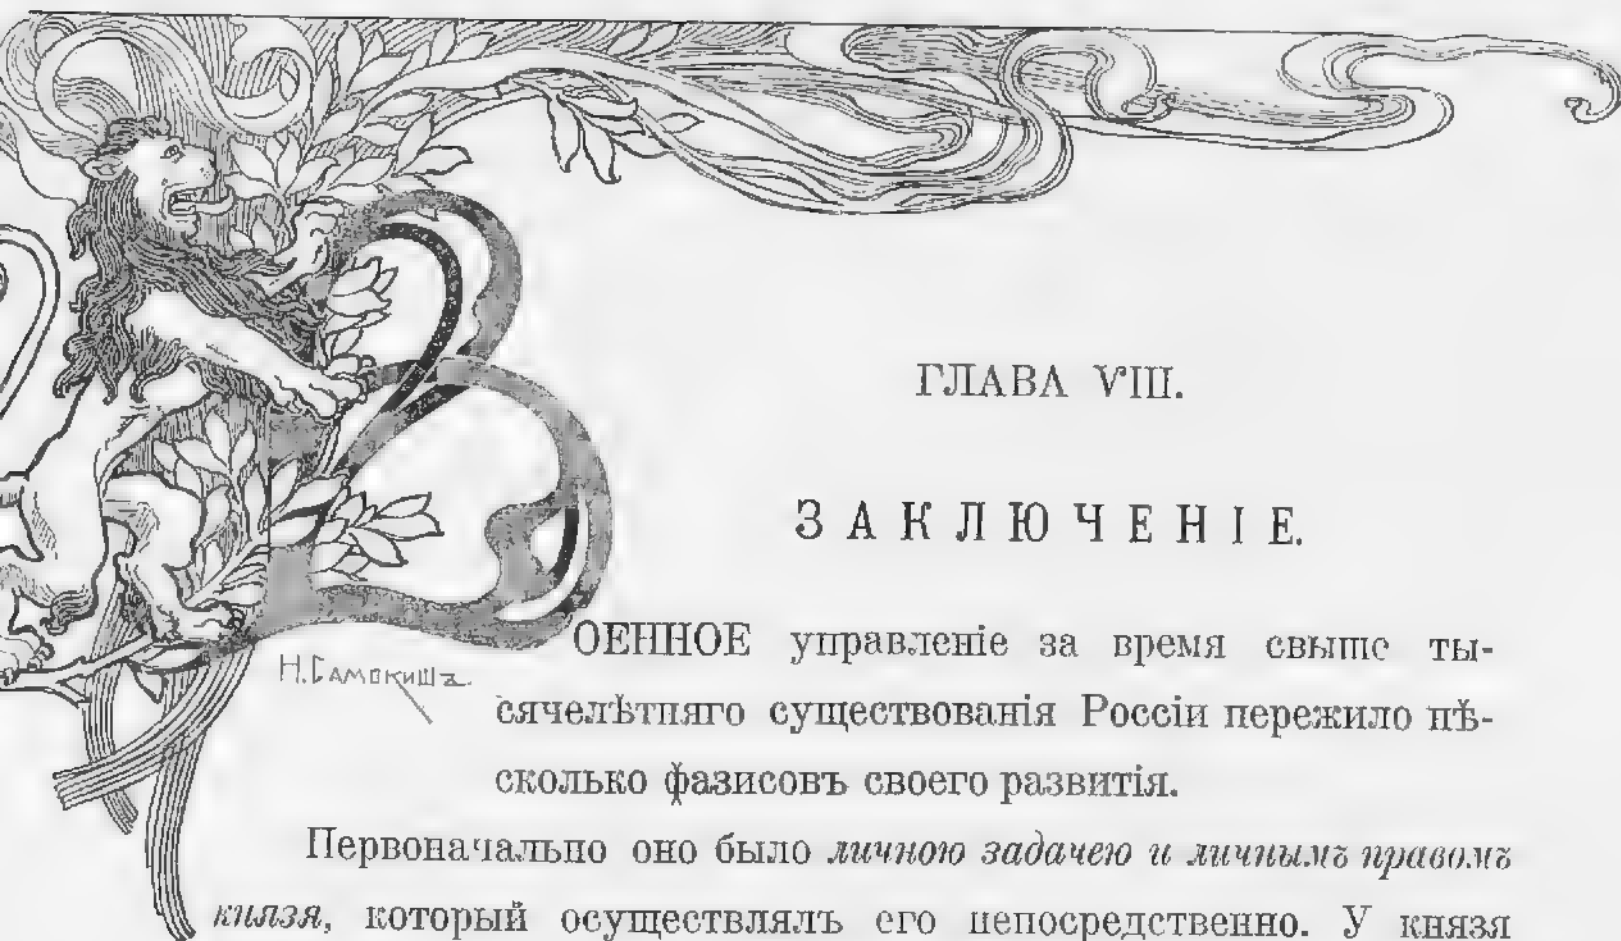 ГЛАВА VIII.
ЗАКЛЮЧЕНІЕ.
ВОЕННОЕ управленіе за время свыше ты-
сячелѣтняго существованія Россіи пережило нѣ-
сколько фазисовъ своего развитія.
Н. Самокишъ.
Первоначально оно было личною задачею и личнымъ правомъ
князя, который осуществлялъ его непосредственно. У князя